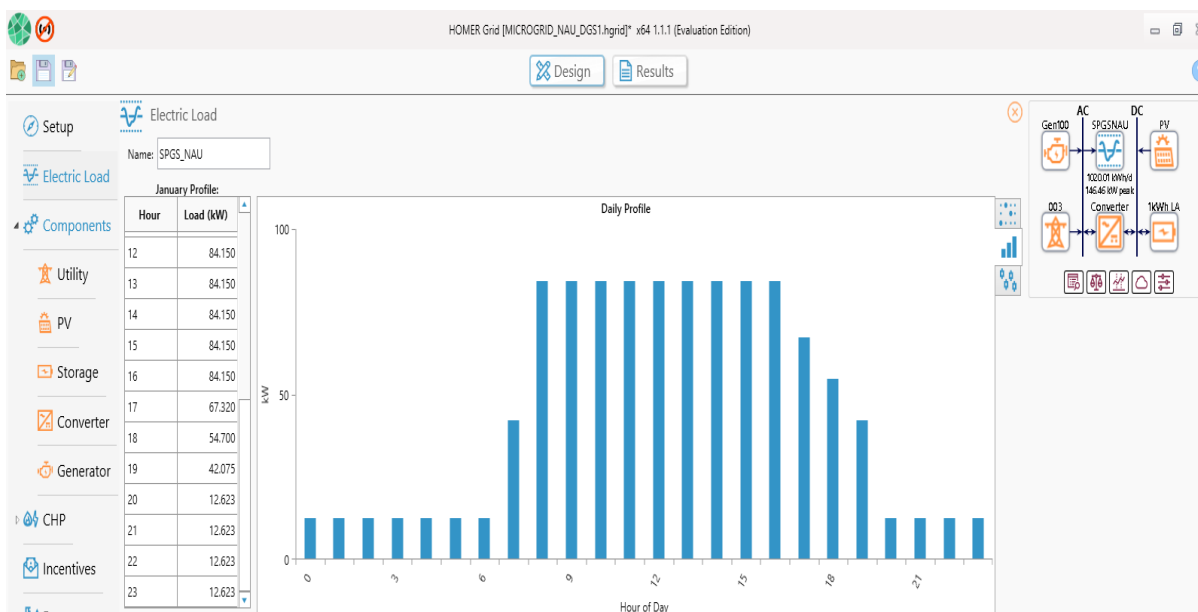 HOMER Grid [MICROGRID_NAU_DGS1.hgrid]* x64 1.1.1 (Evaluation Edition)
Design
Results
Setup
Electric Load
Components
Utility
PV
Storage
Converter
Generator
CHP
Incentives
Electric Load
Name: SPGS_NAU
January Profile:
Hour Load (kW)
12 84.150
13 84.150
14 84.150
15 84.150
16 84.150
17 67.320
18 54.700
19 42.075
20 12.623
21 12.623
22 12.623
23 12.623
Daily Profile
kW
100
50
0
0 3 6 9 12 15 18 21
Hour of Day
AC DC
Gen100 SPGSNAU PV
1020.01 kWh/d
146.46 kW peak
003 Converter 1kWh LA